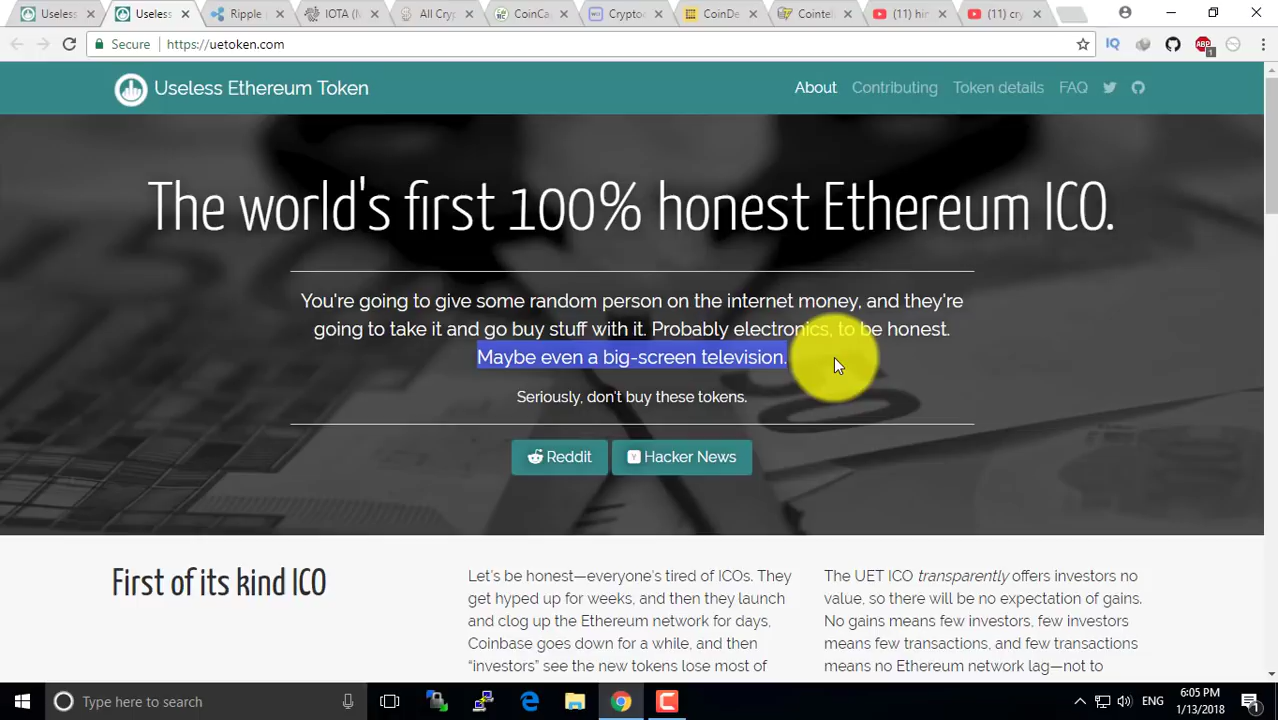 Useless
Useless
Ripple
IOTA (M
All Cryp
CoinCa
Cryptoc
CoinDe
Cointel
(11) hir
(11) cry
Secure
https://uetoken.com
Useless Ethereum Token
About
Contributing
Token details
FAQ
The world's first 100% honest Ethereum ICO.
You're going to give some random person on the internet money, and they're
going to take it and go buy stuff with it. Probably electronics, to be honest.
Maybe even a big-screen television.
Seriously, don't buy these tokens.
Reddit
Hacker News
First of its kind ICO
Let's be honest—everyone's tired of ICOs. They
get hyped up for weeks, and then they launch
and clog up the Ethereum network for days,
Coinbase goes down for a while, and then
“investors” see the new tokens lose most of
The UET ICO transparently offers investors no
value, so there will be no expectation of gains.
No gains means few investors, few investors
means few transactions, and few transactions
means no Ethereum network lag—not to
Type here to search
ENG
6:05 PM
1/13/2018